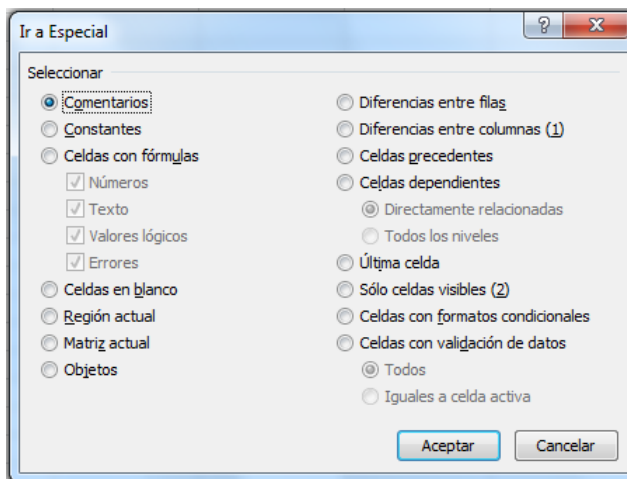 Ir a Especial
Seleccionar
Comentarios
Constantes
Celdas con fórmulas
Números
Texto
Valores lógicos
Errores
Celdas en blanco
Región actual
Matriz actual
Objetos
Diferencias entre filas
Diferencias entre columnas (1)
Celdas precedentes
Celdas dependientes
Directamente relacionadas
Todos los niveles
Última celda
Sólo celdas visibles (2)
Celdas con formatos condicionales
Celdas con validación de datos
Todos
Iguales a celda activa
Aceptar
Cancelar